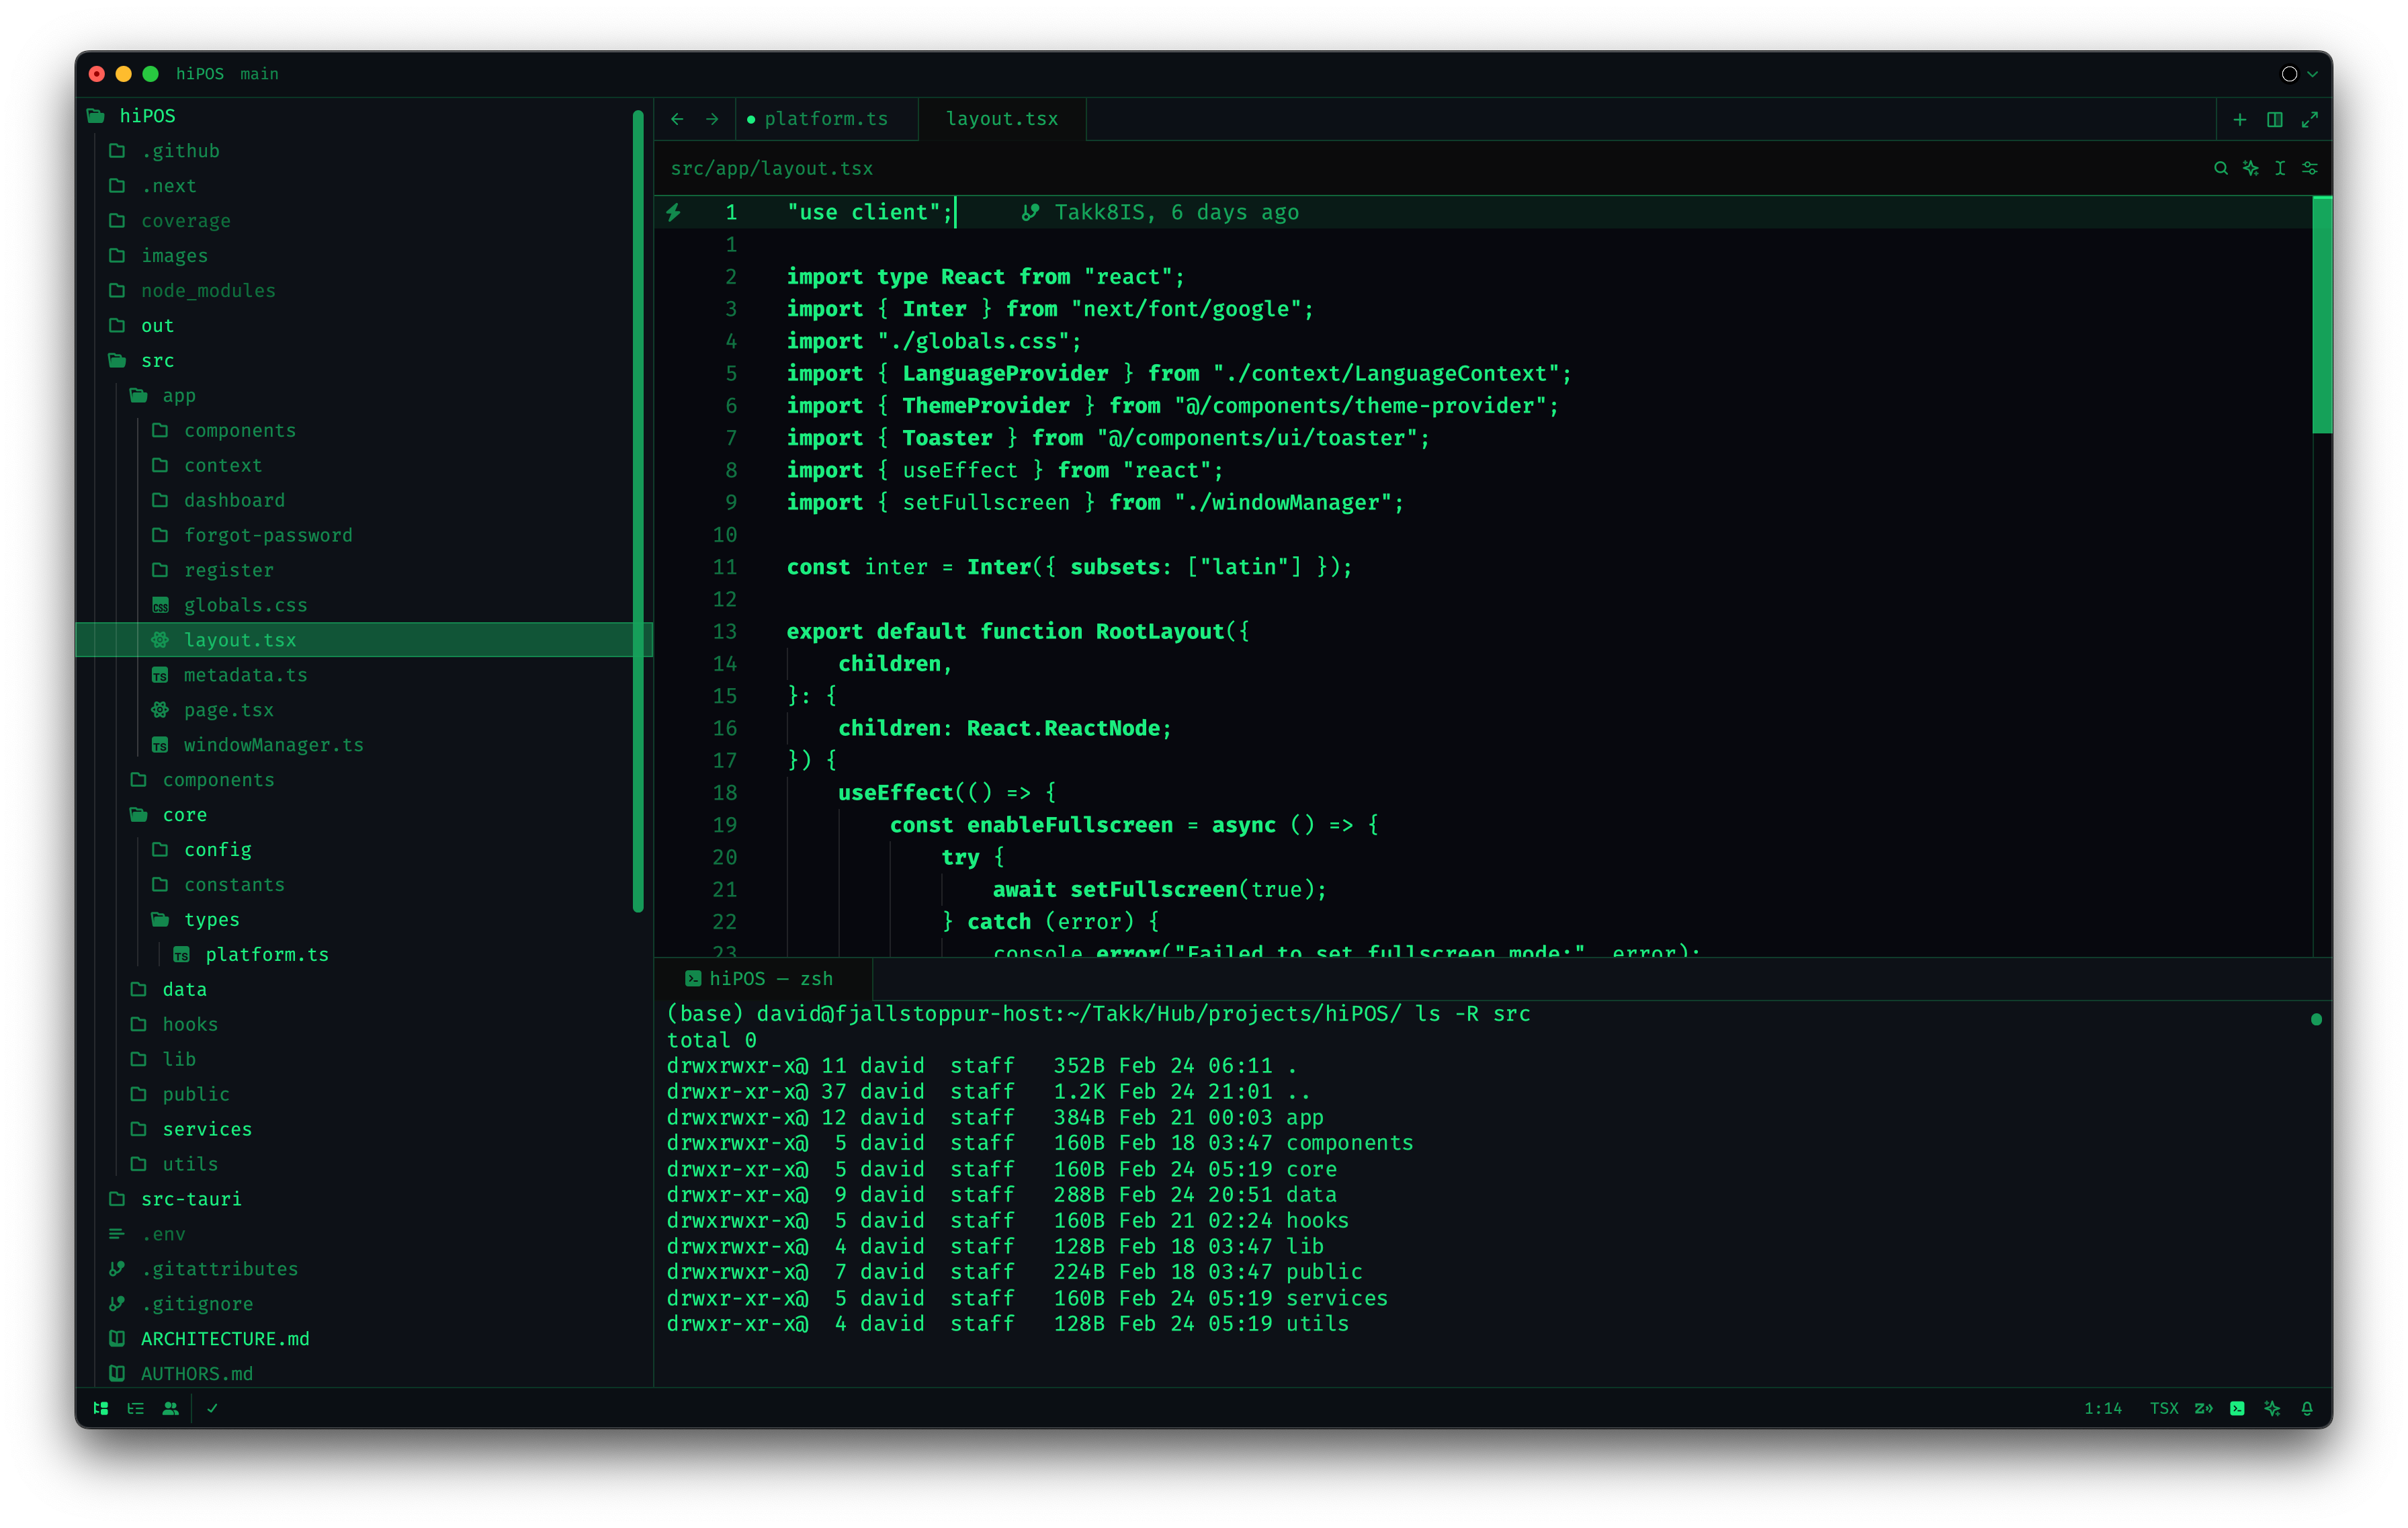 hiPOS main
hiPOS
.github
.next
coverage
images
node_modules
out
src
app
components
context
dashboard
forgot-password
register
globals.css
layout.tsx
metadata.ts
page.tsx
windowManager.ts
components
core
config
constants
types
platform.ts
data
hooks
lib
public
services
utils
src-tauri
.env
.gitattributes
.gitignore
ARCHITECTURE.md
AUTHORS.md
platform.ts layout.tsx
src/app/layout.tsx
1 "use client"; Takk8IS, 6 days ago
1
2 import type React from "react";
3 import { Inter } from "next/font/google";
4 import "./globals.css";
5 import { LanguageProvider } from "./context/LanguageContext";
6 import { ThemeProvider } from "@/components/theme-provider";
7 import { Toaster } from "@/components/ui/toaster";
8 import { useEffect } from "react";
9 import { setFullscreen } from "./windowManager";
10
11 const inter = Inter({ subsets: ["latin"] });
12
13 export default function RootLayout({
14 children,
15 }: {
16 children: React.ReactNode;
17 }) {
18 useEffect(() => {
19 const enableFullscreen = async () => {
20 try {
21 await setFullscreen(true);
22 } catch (error) {
23 console.error("Failed to set fullscreen mode:", error);
hiPOS — zsh
(base) david@fjallstoppur-host:~/Takk/Hub/projects/hiPOS/ ls -R src
total 0
drwxrwxr-x@ 11 david staff 352B Feb 24 06:11 .
drwxr-xr-x@ 37 david staff 1.2K Feb 24 21:01 ..
drwxrwxr-x@ 12 david staff 384B Feb 21 00:03 app
drwxrwxr-x@ 5 david staff 160B Feb 18 03:47 components
drwxr-xr-x@ 5 david staff 160B Feb 24 05:19 core
drwxr-xr-x@ 9 david staff 288B Feb 24 20:51 data
drwxrwxr-x@ 5 david staff 160B Feb 21 02:24 hooks
drwxrwxr-x@ 4 david staff 128B Feb 18 03:47 lib
drwxrwxr-x@ 7 david staff 224B Feb 18 03:47 public
drwxr-xr-x@ 5 david staff 160B Feb 24 05:19 services
drwxr-xr-x@ 4 david staff 128B Feb 24 05:19 utils
1:14 TSX